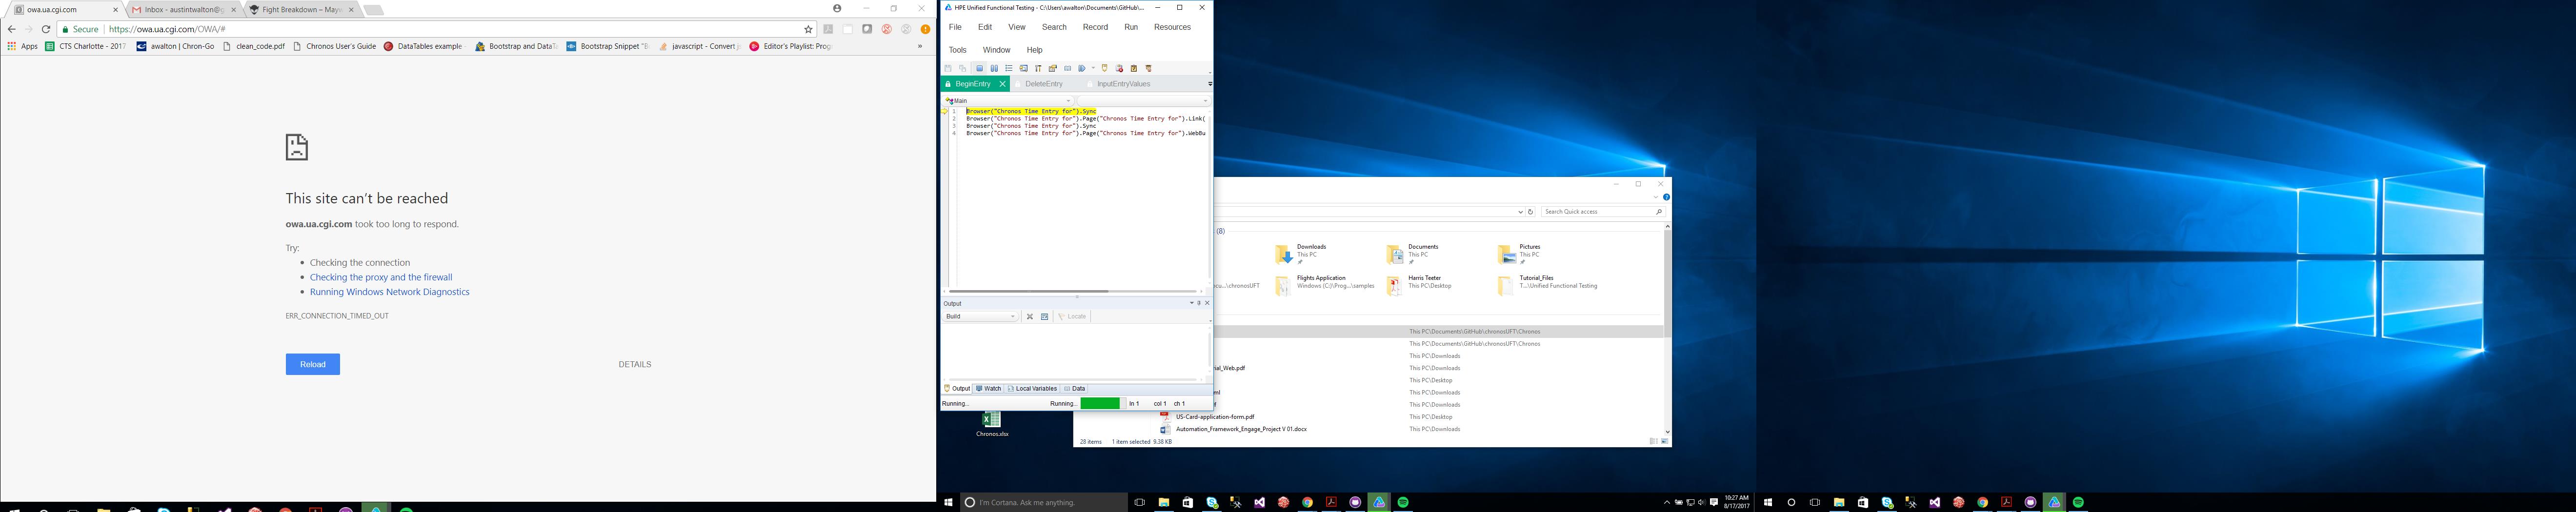 owa.ua.cgi.com
Inbox - austintwalton@g
Fight Breakdown – Mayw
Secure
https://owa.ua.cgi.com/OWA/#
Apps
CTS Charlotte - 2017
awalton | Chron-Go
clean_code.pdf
Chronos User's Guide
DataTables example
Bootstrap and DataTa
Bootstrap Snippet "B
javascript - Convert j
Editor's Playlist: Prog
»
This site can't be reached
owa.ua.cgi.com took too long to respond.
Try:
Checking the connection
Checking the proxy and the firewall
Running Windows Network Diagnostics
ERR_CONNECTION_TIMED_OUT
Reload
DETAILS
HPE Unified Functional Testing - C:\Users\awalton\Documents\GitHub\...
File Edit View Search Record Run Resources
Tools Window Help
BeginEntry
DeleteEntry
InputEntryValues
Main
1 Browser("Chronos Time Entry for").Sync
2 Browser("Chronos Time Entry for").Page("Chronos Time Entry for").Link(
3 Browser("Chronos Time Entry for").Sync
4 Browser("Chronos Time Entry for").Page("Chronos Time Entry for").WebBu
Output
Build
Locate
Output Watch Local Variables Data
Running...
Running...
ln 1 col 1 ch 1
Search Quick access
(8)
Downloads
This PC
Documents
This PC
Pictures
This PC
ocu...\chronosUFT
Flights Application
Windows (C:)\Prog...\samples
Harris Teeter
This PC\Desktop
Tutorial_Files
T...\Unified Functional Testing
This PC\Documents\GitHub\chronosUFT\Chronos
This PC\Documents\GitHub\chronosUFT\Chronos
This PC\Downloads
ial_Web.pdf
This PC\Downloads
This PC\Desktop
ml
This PC\Downloads
f
This PC\Downloads
US-Card-application-form.pdf
This PC\Desktop
Automation_Framework_Engage_Project V 01.docx
This PC\Downloads
28 items 1 item selected 9.38 KB
Chronos.xlsx
I'm Cortana. Ask me anything.
10:27 AM
8/17/2017